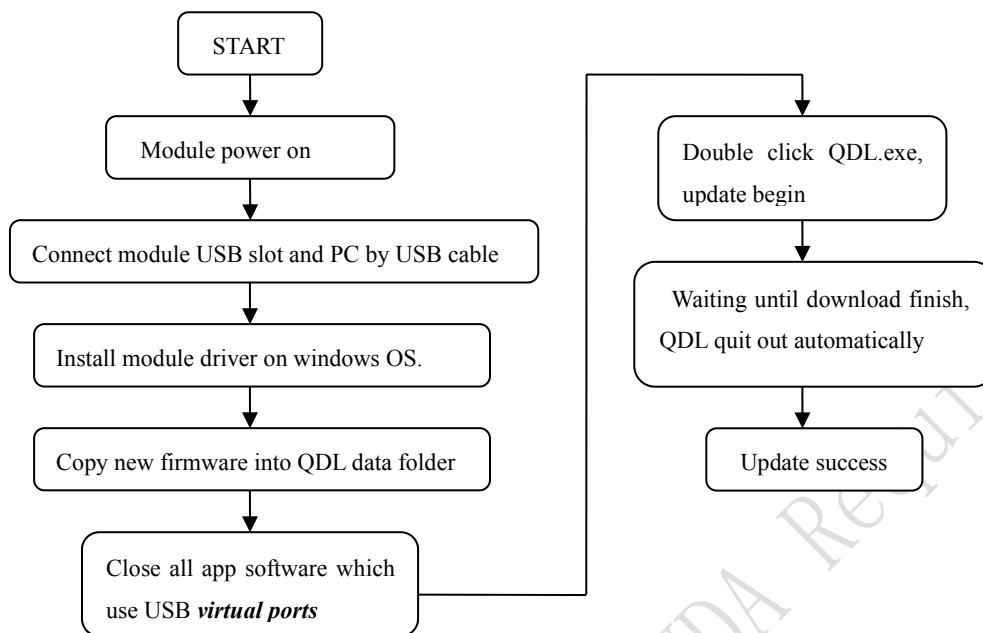 START
Module power on
Connect module USB slot and PC by USB cable
Install module driver on windows OS.
Copy new firmware into QDL data folder
Close all app software which
use USB virtual ports
Double click QDL.exe,
update begin
Waiting until download finish,
QDL quit out automatically
Update success